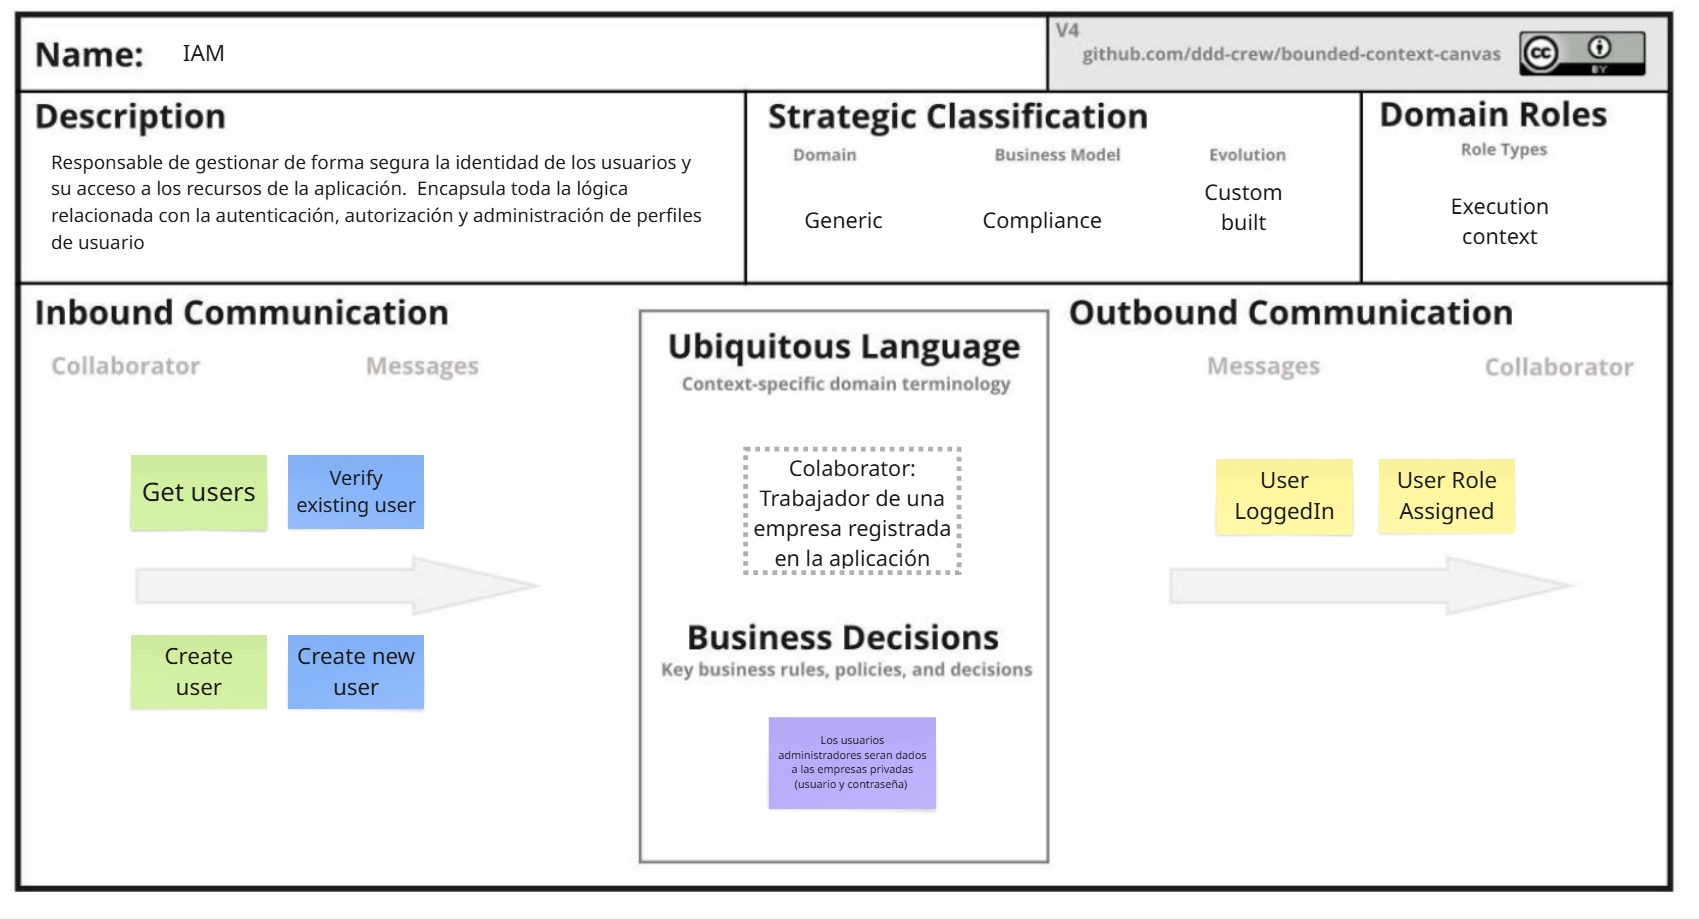 Name: IAM
V4
github.com/ddd-crew/bounded-context-canvas
cc
BY
Description
Responsable de gestionar de forma segura la identidad de los usuarios y
su acceso a los recursos de la aplicación. Encapsula toda la lógica
relacionada con la autenticación, autorización y administración de perfiles
de usuario
Strategic Classification
Domain
Business Model
Evolution
Generic
Compliance
Custom
built
Domain Roles
Role Types
Execution
context
Inbound Communication
Collaborator
Messages
Get users
Verify
existing user
Create
user
Create new
user
Ubiquitous Language
Context-specific domain terminology
Colaborator:
Trabajador de una
empresa registrada
en la aplicación
Business Decisions
Key business rules, policies, and decisions
Los usuarios
administradores seran dados
a las empresas privadas
(usuario y contraseña)
Outbound Communication
Messages
Collaborator
User
LoggedIn
User Role
Assigned